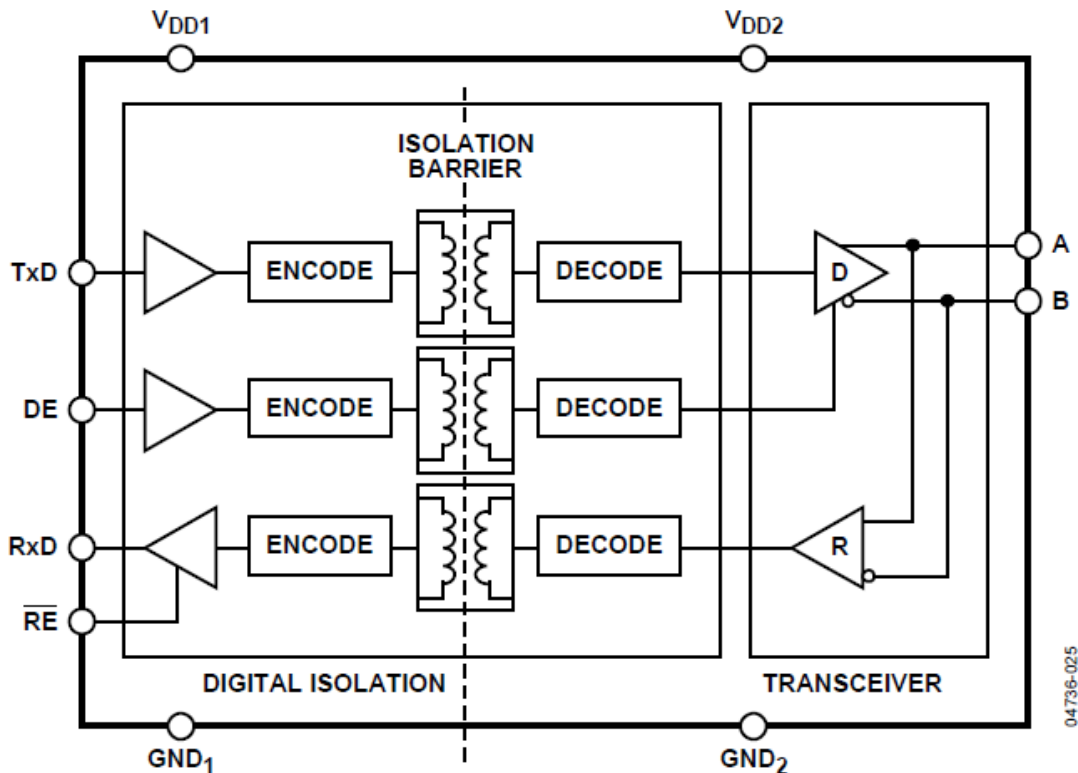 VDD1
VDD2
ISOLATION
BARRIER
TxD
ENCODE
DECODE
D
A
B
DE
ENCODE
DECODE
RxD
ENCODE
DECODE
R
R̅E̅
DIGITAL ISOLATION
TRANSCEIVER
GND1
GND2
04736-025